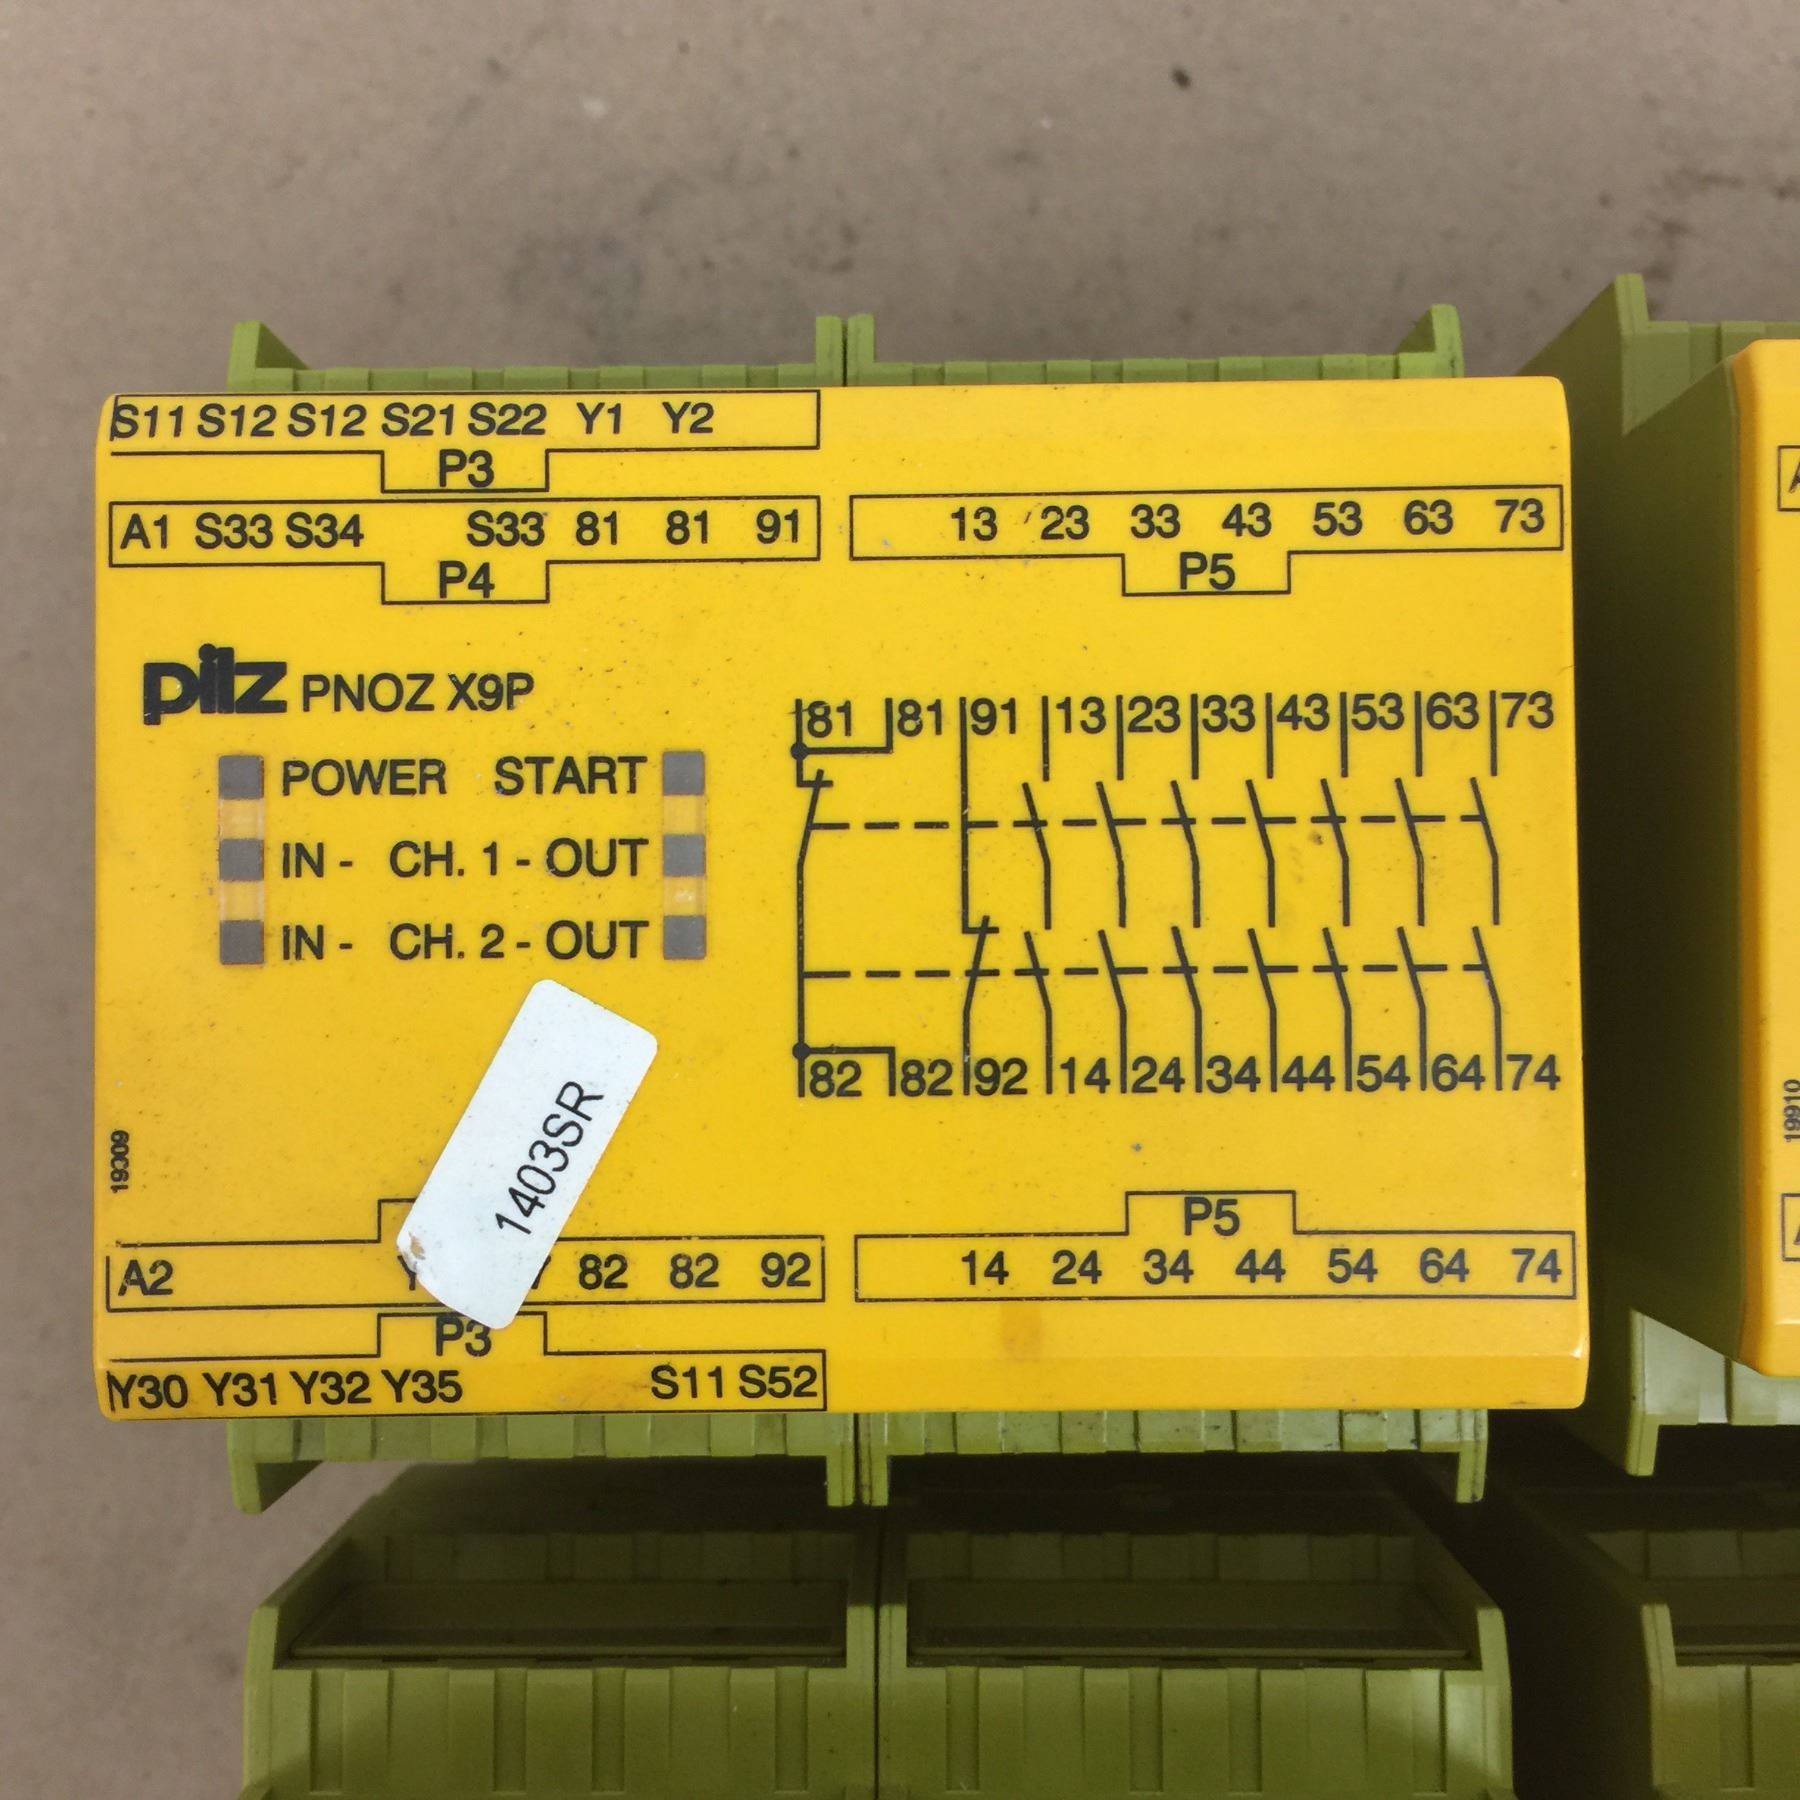 S11 S12 S12 S21 S22 Y1 Y2
P3
A1 S33 S34 S33 81 81 91
P4
13 23 33 43 53 63 73
P5
pilz PNOZ X9P
POWER START
IN - CH. 1 - OUT
IN - CH. 2 - OUT
81 81 91 13 23 33 43 53 63 73
82 82 92 14 24 34 44 54 64 74
19309
1403SR
A2 82 82 92
P3
Y30 Y31 Y32 Y35 S11 S52
P5
14 24 34 44 54 64 74
19910